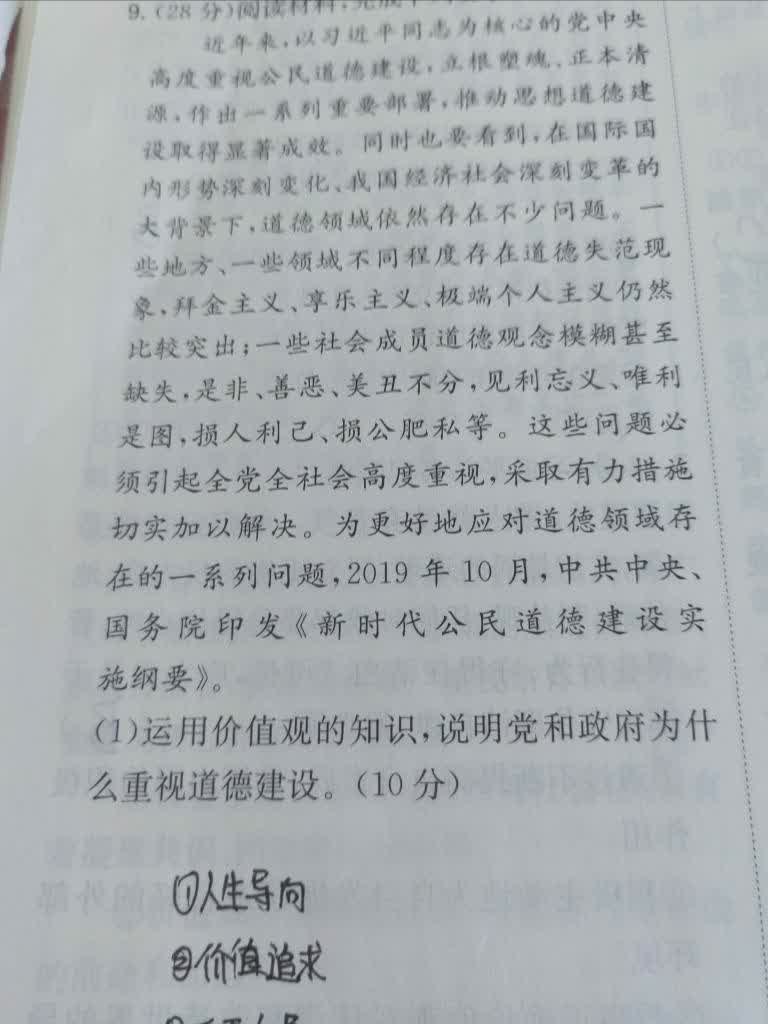 9.(28分)阅读材料,完成
近年来,以习近平同志为核心的党中央
高度重视公民道德建设,立根塑魂、正本清
源,作出一系列重要部署,推动思想道德建
设取得显著成效。同时也要看到,在国际国
内形势深刻变化、我国经济社会深刻变革的
大背景下,道德领域依然存在不少问题。一
些地方、一些领域不同程度存在道德失范现
象,拜金主义、享乐主义、极端个人主义仍然
比较突出;一些社会成员道德观念模糊甚至
缺失,是非、善恶、美丑不分,见利忘义、唯利
是图,损人利己、损公肥私等。这些问题必
须引起全党全社会高度重视,采取有力措施
切实加以解决。为更好地应对道德领域存
在的一系列问题,2019年10月,中共中央、
国务院印发《新时代公民道德建设实
施纲要》。
(1)运用价值观的知识,说明党和政府为什
么重视道德建设。(10分)
①人生导向
②价值追求